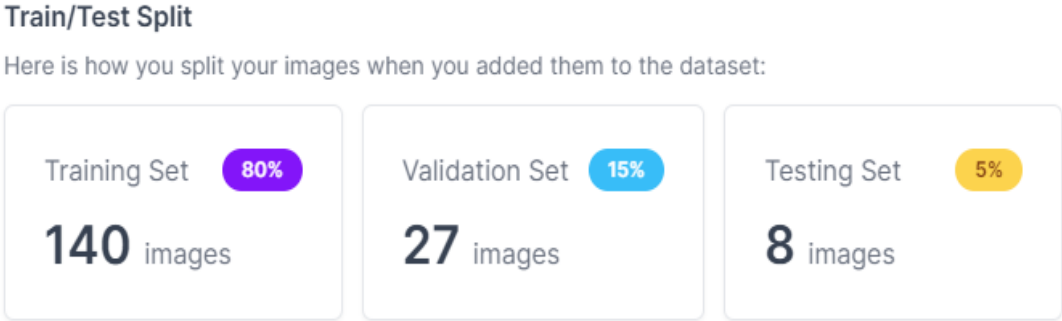 Train/Test Split
Here is how you split your images when you added them to the dataset:
Training Set 80%
140 images
Validation Set 15%
27 images
Testing Set 5%
8 images